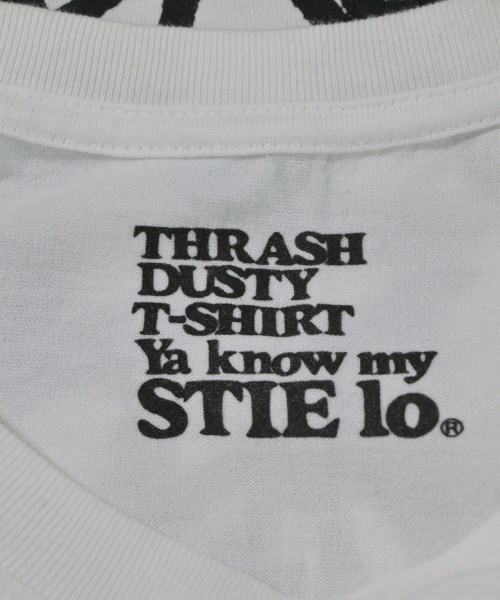 THRASH
DUSTY
T-SHIRT
Ya know my
STIE lo®